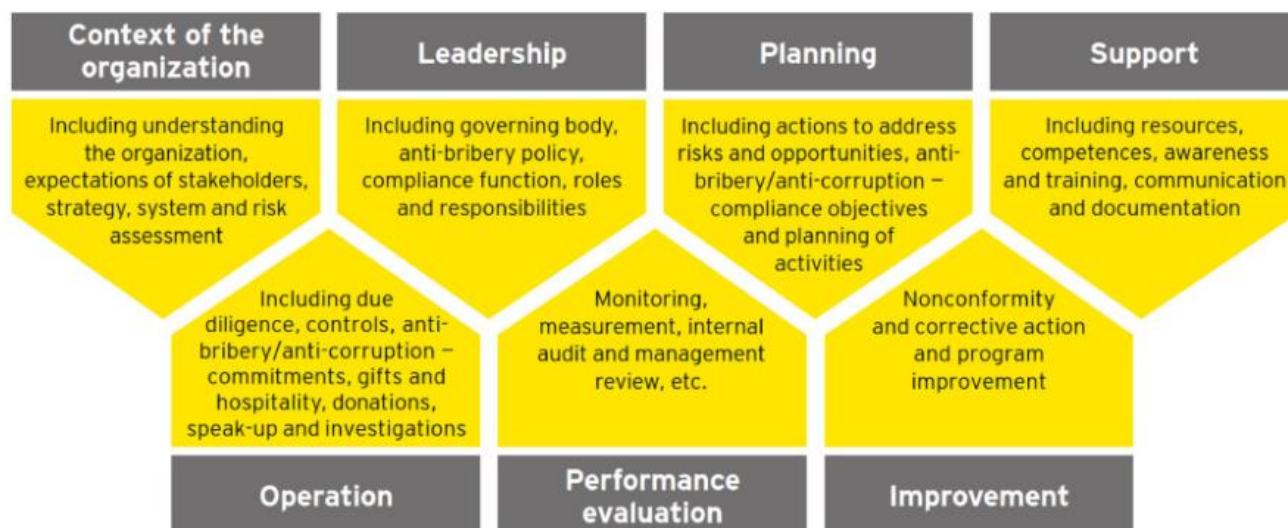 Context of the
organization
Including understanding
the organization,
expectations of stakeholders,
strategy, system and risk
assessment
Leadership
Including governing body,
anti-bribery policy,
compliance function, roles
and responsibilities
Planning
Including actions to address
risks and opportunities, anti-
bribery/anti-corruption —
compliance objectives
and planning of
activities
Support
Including resources,
competences, awareness
and training, communication
and documentation
Including due
diligence, controls, anti-
bribery/anti-corruption —
commitments, gifts and
hospitality, donations,
speak-up and investigations
Operation
Monitoring,
measurement, internal
audit and management
review, etc.
Performance
evaluation
Nonconformity
and corrective action
and program
improvement
Improvement